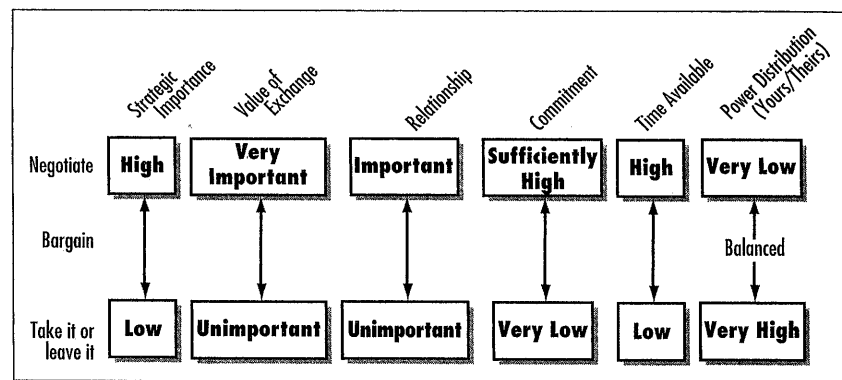 Strategic
Importance
Value of
Exchange
Relationship
Commitment
Time Available
Power Distribution
(Yours/Theirs)
Negotiate
High
Very
Important
Important
Sufficiently
High
High
Very Low
Bargain
Balanced
Take it or
leave it
Low
Unimportant
Unimportant
Very Low
Low
Very High